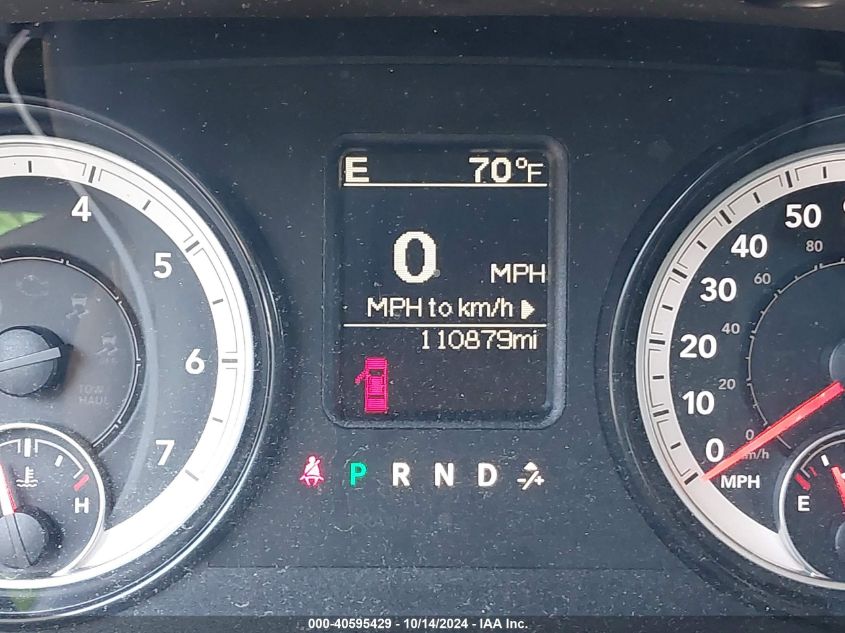 E 70°F
0 MPH
MPH to km/h
110879mi
P R N D
4
5
6
7
TOW
HAUL
H
50
40
30
20
10
0
MPH
80
60
40
20
0
km/h
E
000-40595429 - 10/14/2024 - IAA Inc.